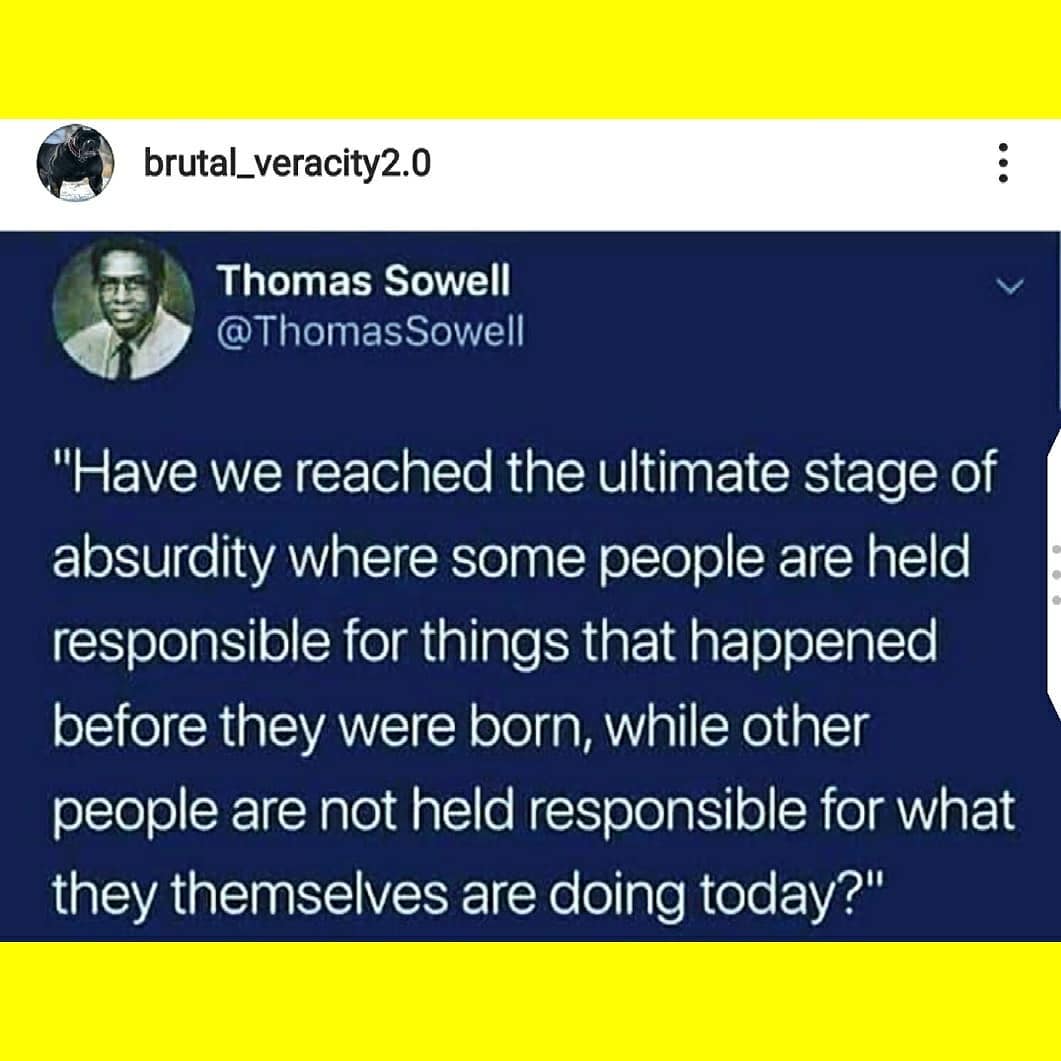 brutal_veracity2.0
Thomas Sowell
@ThomasSowell
"Have we reached the ultimate stage of
absurdity where some people are held
responsible for things that happened
before they were born, while other
people are not held responsible for what
they themselves are doing today?"